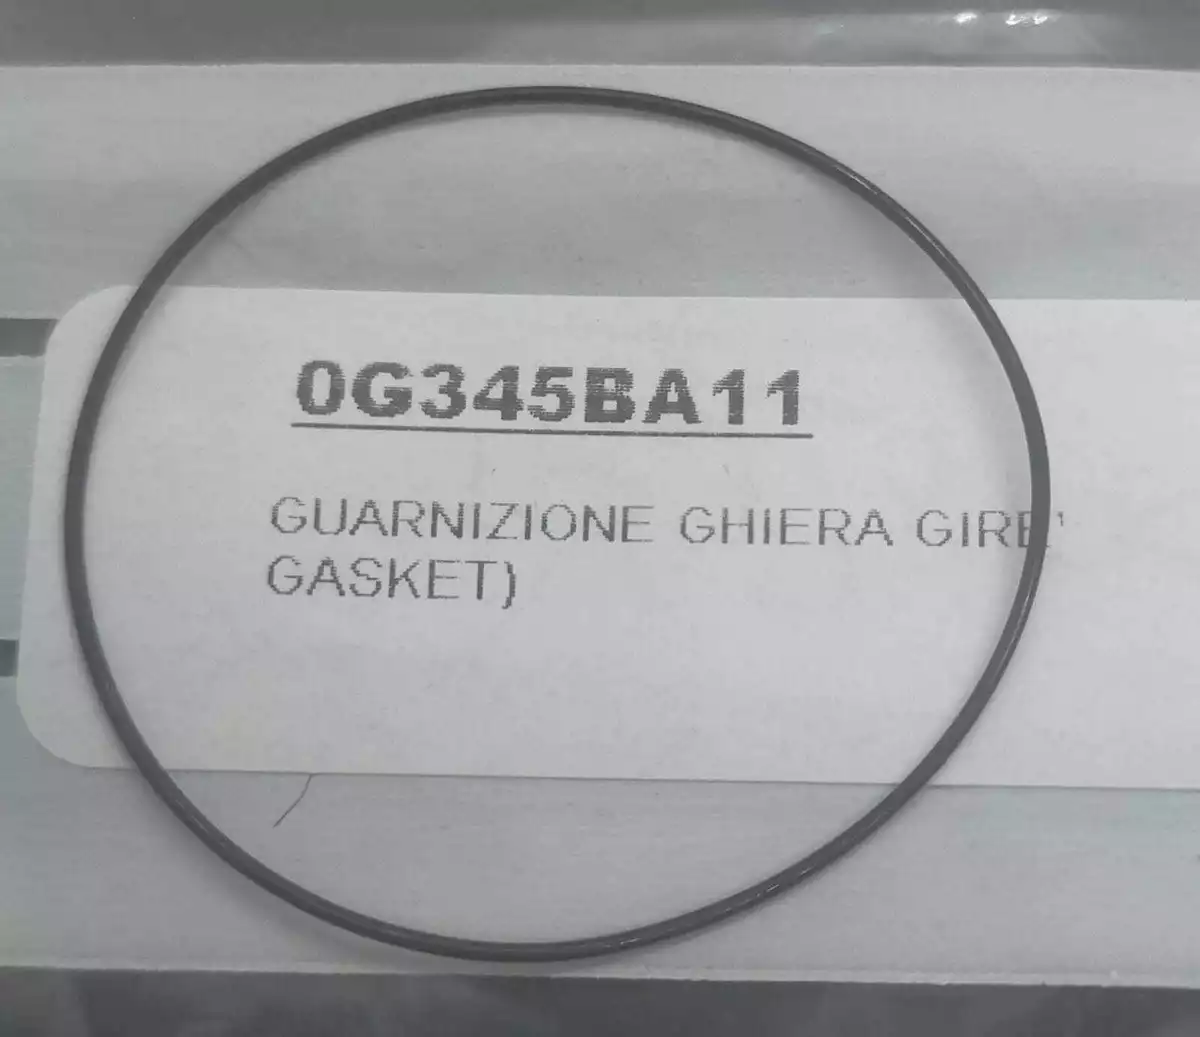 0G345BA11
GUARNIZIONE GHIERA
GASKET)